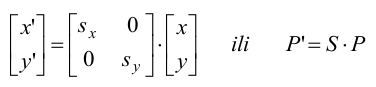 [x' y'] = [s_x 0 0 s_y] · [x y] ili P' = S · P